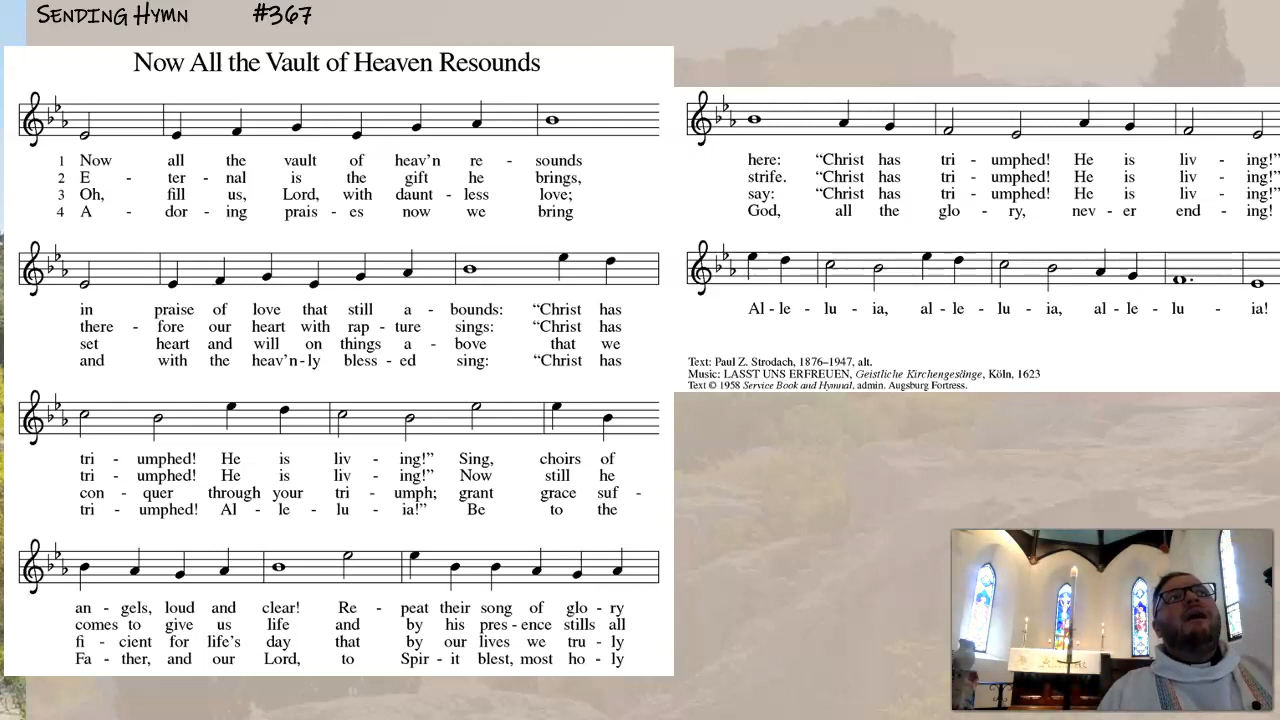 SENDING HYMN #367
Now All the Vault of Heaven Resounds
1 Now all the vault of heav'n re - sounds
2 E - ter - nal is the gift he brings,
3 Oh, fill us, Lord, with daunt - less love;
4 A - dor - ing prais - es now we bring
in praise of love that still a - bounds: “Christ has
there - fore our heart with rap - ture sings: “Christ has
set heart and will on things a - bove that we
and with the heav'n - ly bless - ed sing: “Christ has
tri - umphed! He is liv - ing!” Sing, choirs of
tri - umphed! He is liv - ing!” Now still he
con - quer through your tri - umph; grant grace suf -
tri - umphed! Al - le - lu - ia!” Be to the
an - gels, loud and clear! Re - peat their song of glo - ry
comes to give us life and by his pres - ence stills all
fi - cient for life's day that by our lives we tru - ly
Fa - ther, and our Lord, to Spir - it blest, most ho - ly
here: “Christ has tri - umphed! He is liv - ing!”
strife. “Christ has tri - umphed! He is liv - ing!”
say: “Christ has tri - umphed! He is liv - ing!”
God, all the glo - ry, nev - er end - ing!
Al - le - lu - ia, al - le - lu - ia, al - le - lu - ia!
Text: Paul Z. Strodach, 1876–1947, alt.
Music: LASST UNS ERFREUEN, Geistliche Kirchengesänge, Köln, 1623
Text © 1958 Service Book and Hymnal, admin. Augsburg Fortress.